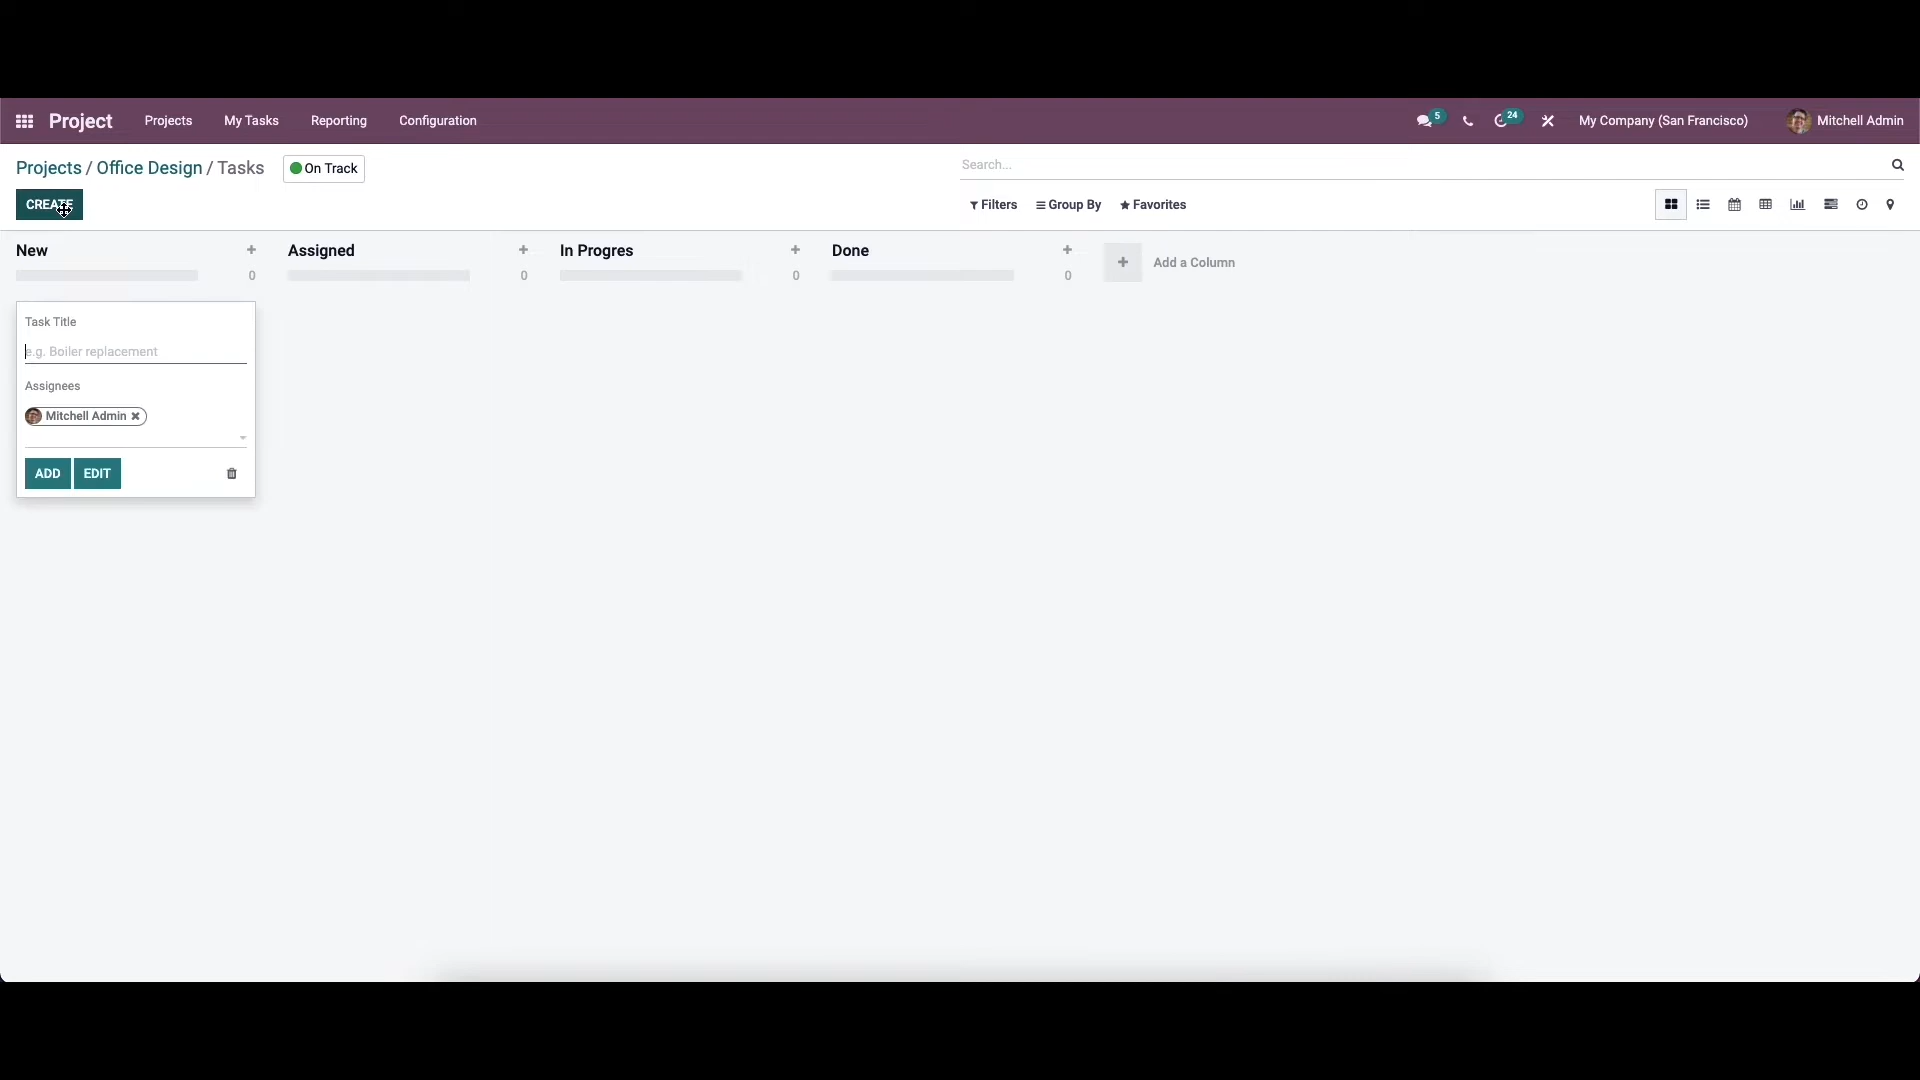 Project Projects My Tasks Reporting Configuration 5 24 My Company (San Francisco) Mitchell Admin
Projects / Office Design / Tasks On Track Search...
CREATE Filters Group By Favorites
New + Assigned + In Progres + Done + + Add a Column
0 0 0 0
Task Title
e.g. Boiler replacement
Assignees
Mitchell Admin
ADD EDIT